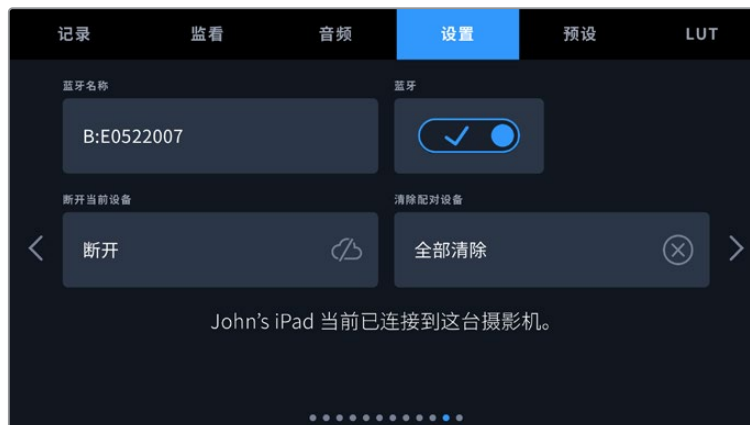 记录 监看 音频 设置 预设 LUT
蓝牙名称 蓝牙
B:E0522007
断开当前设备 清除配对设备
断开 全部清除
John's iPad 当前已连接到这台摄影机。